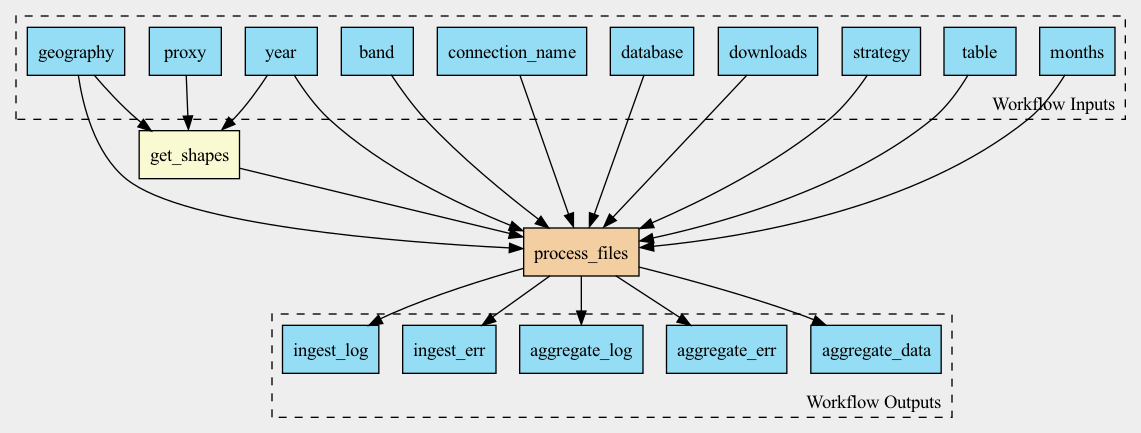 geography
proxy
year
band
connection_name
database
downloads
strategy
table
months
Workflow Inputs
get_shapes
process_files
ingest_log
ingest_err
aggregate_log
aggregate_err
aggregate_data
Workflow Outputs